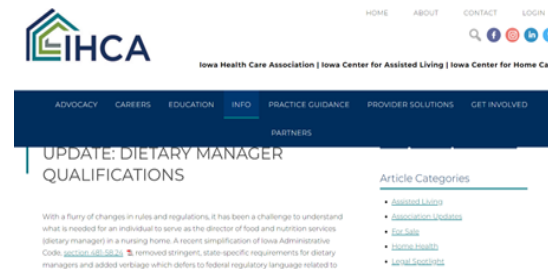 HOME ABOUT CONTACT LOGIN
IHCA
Iowa Health Care Association | Iowa Center for Assisted Living | Iowa Center for Home Ca
ADVOCACY CAREERS EDUCATION INFO PRACTICE GUIDANCE PROVIDER SOLUTIONS GET INVOLVED
PARTNERS
UPDATE: DIETARY MANAGER
QUALIFICATIONS
Article Categories
Assisted Living
Association Updates
For Sale
Home Health
Legal Spotlight
With a flurry of changes in rules and regulations, it has been a challenge to understand
what is needed for an individual to serve as the director of food and nutrition services
(dietary manager) in a nursing home. A recent simplification of Iowa Administrative
Code, section 481-58.24 removed stringent, state-specific requirements for dietary
managers and added verbiage which defers to federal regulatory language related to